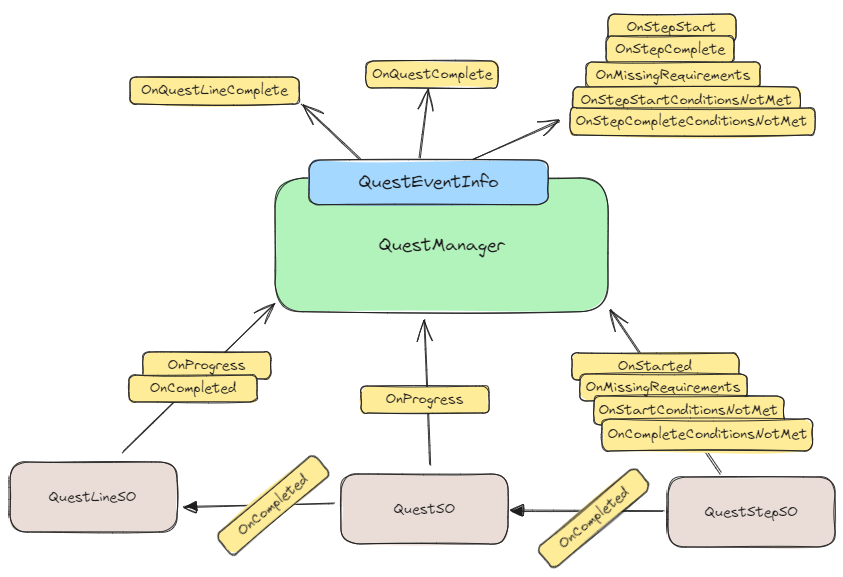 OnStepStart
OnStepComplete
OnQuestComplete
OnMissingRequirements
OnQuestLineComplete
OnStepStartConditionsNotMet
OnStepCompleteConditionsNotMet
QuestEventInfo
QuestManager
OnProgress
OnCompleted
OnProgress
OnStarted
OnMissingRequirements
OnStartConditionsNotMet
OnCompleteConditionsNotMet
QuestLineSO
OnCompleted
QuestSO
OnCompleted
QuestStepSO